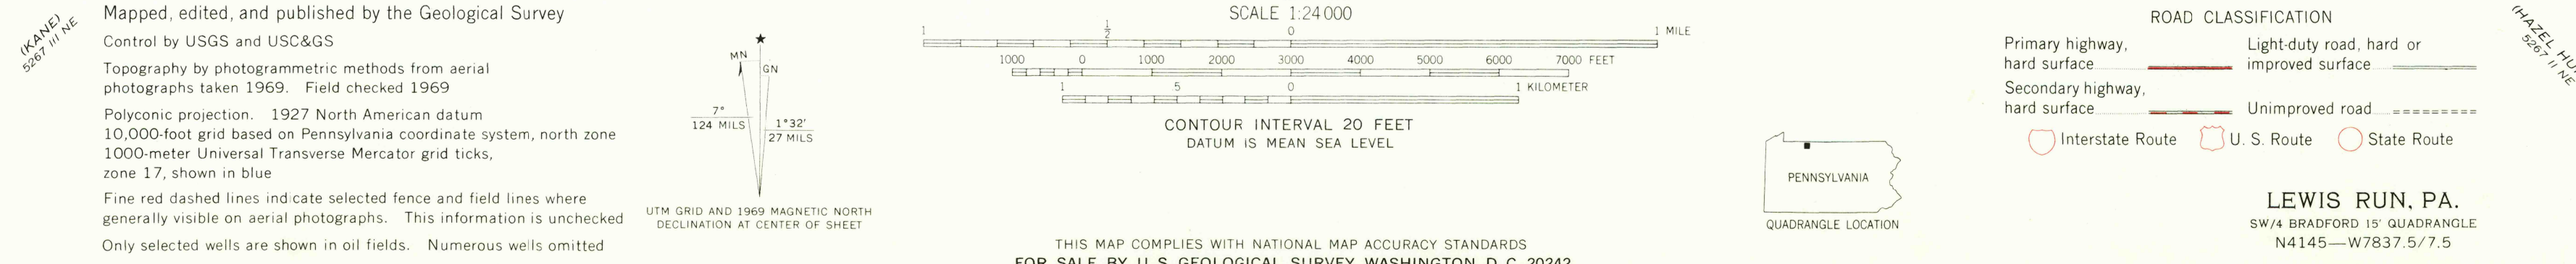 (KANE)
5267 III NE
Mapped, edited, and published by the Geological Survey
Control by USGS and USC&GS
Topography by photogrammetric methods from aerial
photographs taken 1969. Field checked 1969
Polyconic projection. 1927 North American datum
10,000-foot grid based on Pennsylvania coordinate system, north zone
1000-meter Universal Transverse Mercator grid ticks,
zone 17, shown in blue
Fine red dashed lines indicate selected fence and field lines where
generally visible on aerial photographs. This information is unchecked
Only selected wells are shown in oil fields. Numerous wells omitted
★
MN
GN
7°
124 MILS
1°32'
27 MILS
UTM GRID AND 1969 MAGNETIC NORTH
DECLINATION AT CENTER OF SHEET
SCALE 1:24 000
1 ½ 0 1 MILE
1000 0 1000 2000 3000 4000 5000 6000 7000 FEET
1 5 0 1 KILOMETER
CONTOUR INTERVAL 20 FEET
DATUM IS MEAN SEA LEVEL
THIS MAP COMPLIES WITH NATIONAL MAP ACCURACY STANDARDS
FOR SALE BY U.S. GEOLOGICAL SURVEY, WASHINGTON, D.C. 20242
PENNSYLVANIA
QUADRANGLE LOCATION
ROAD CLASSIFICATION
Primary highway,
hard surface
Light-duty road, hard or
improved surface
Secondary highway,
hard surface
Unimproved road
Interstate Route U. S. Route State Route
LEWIS RUN, PA.
SW/4 BRADFORD 15' QUADRANGLE
N4145—W7837.5/7.5
(HAZEL
5267 II NE